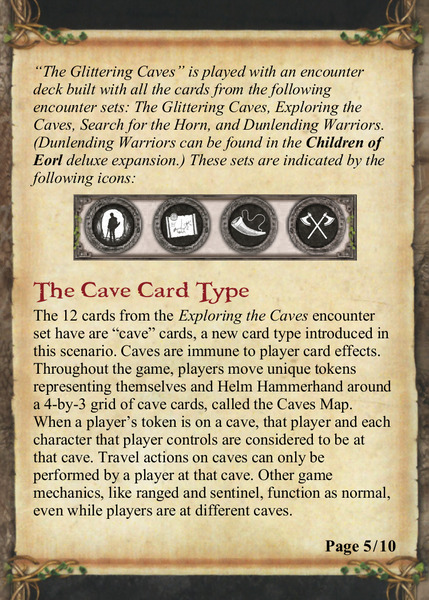 “The Glittering Caves” is played with an encounter
deck built with all the cards from the following
encounter sets: The Glittering Caves, Exploring the
Caves, Search for the Horn, and Dunlending Warriors.
(Dunlending Warriors can be found in the Children of
Eorl deluxe expansion.) These sets are indicated by the
following icons:
The Cave Card Type
The 12 cards from the Exploring the Caves encounter
set have are “cave” cards, a new card type introduced in
this scenario. Caves are immune to player card effects.
Throughout the game, players move unique tokens
representing themselves and Helm Hammerhand around
a 4-by-3 grid of cave cards, called the Caves Map.
When a player’s token is on a cave, that player and each
character that player controls are considered to be at
that cave. Travel actions on caves can only be
performed by a player at that cave. Other game
mechanics, like ranged and sentinel, function as normal,
even while players are at different caves.
Page 5/10